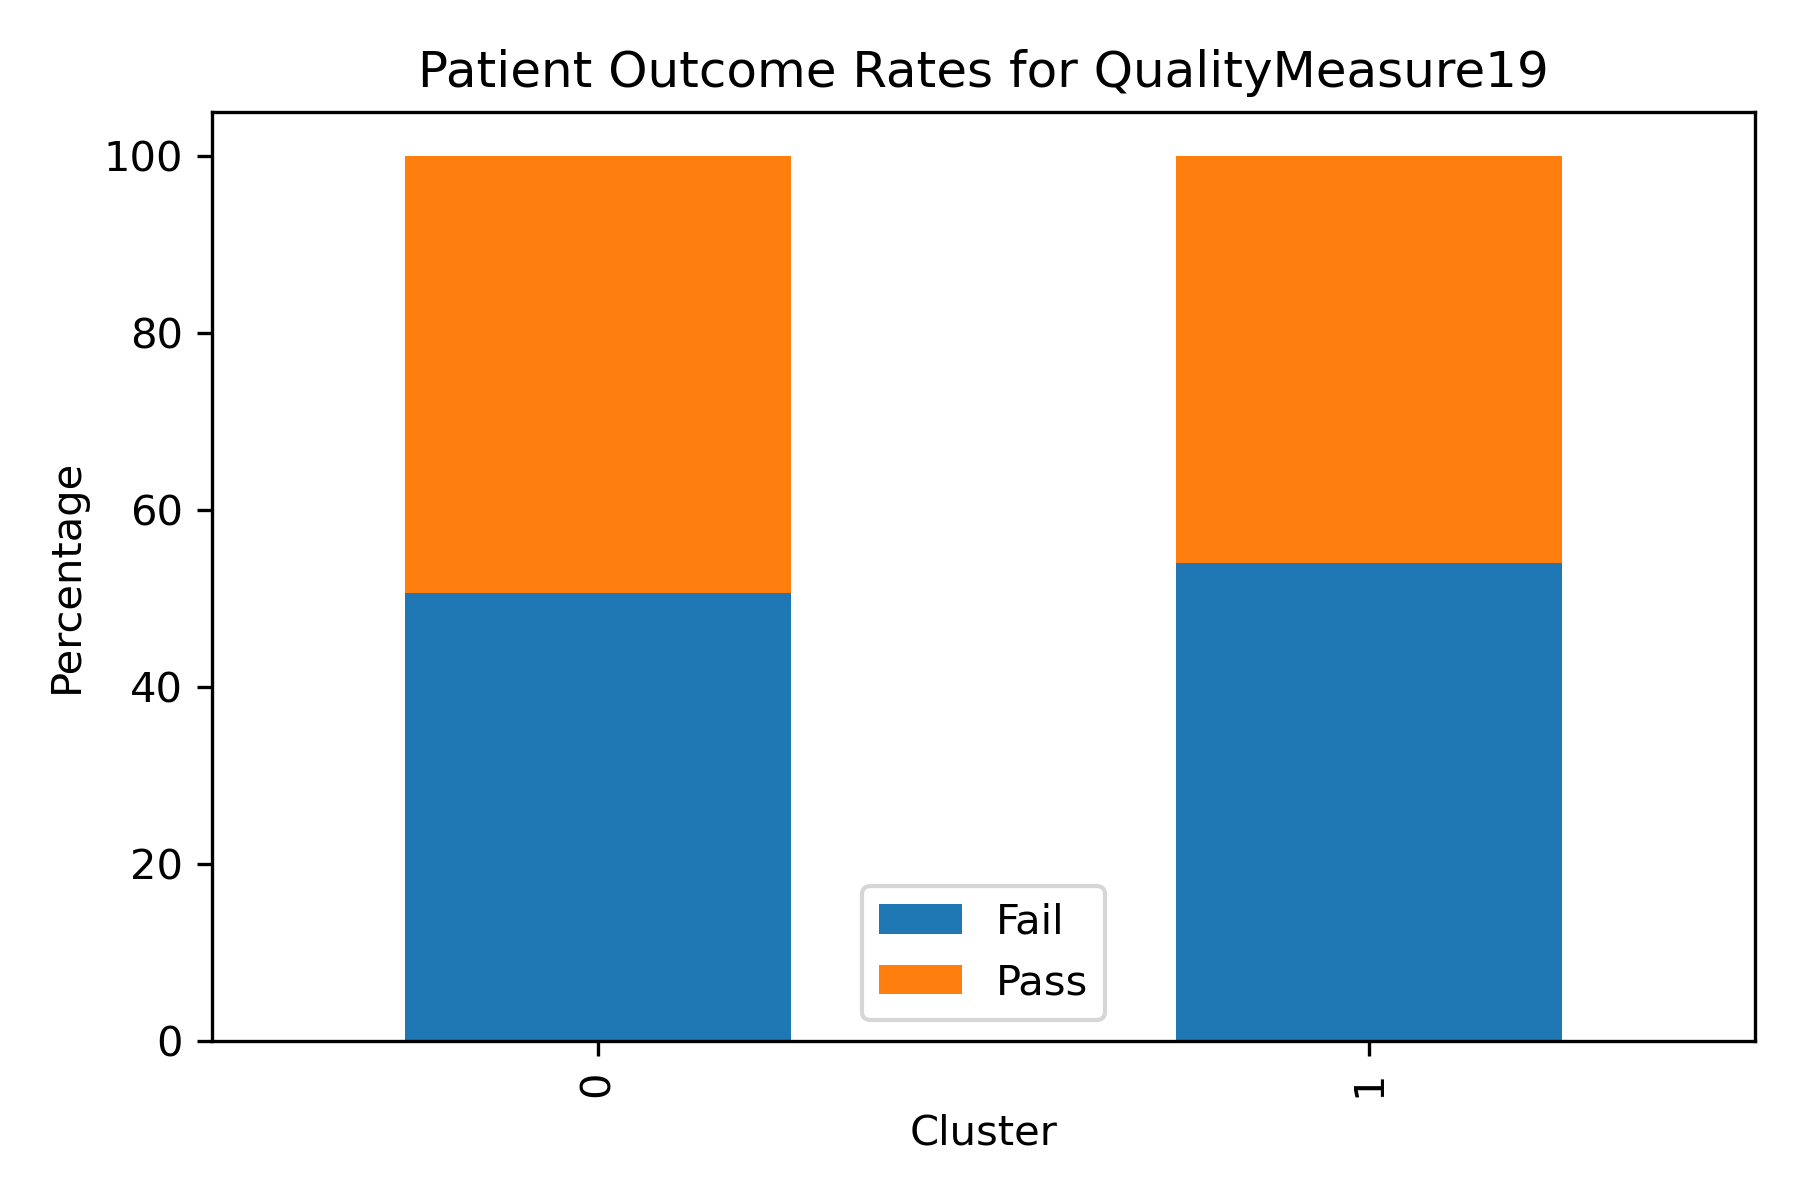 Patient Outcome Rates for QualityMeasure19
Percentage
100
80
60
40
20
0
Fail
Pass
0
1
Cluster